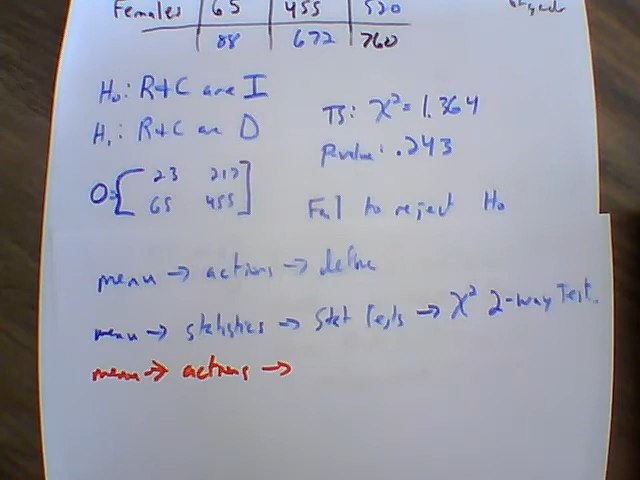 Females 65 455 520
88 672 760
H₀: R+C are I
H₁: R+C are D
TS: χ² = 1.364
Pvalue: .243
O=[23 217
65 455]
Fail to reject H₀
menu → actions → define
menu → statistics → Stat Tests → χ² 2-way Test.
menu → actions →